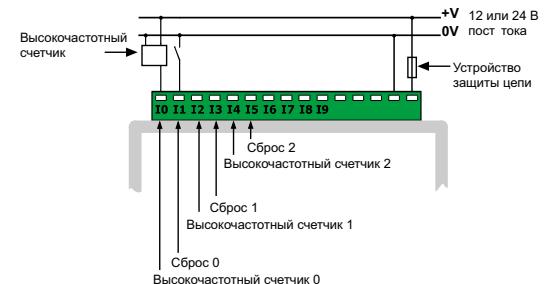 +V 12 или 24 В
0V пост тока
Высокочастотный
счетчик
Устройство
защиты цепи
I0 I1 I2 I3 I4 I5 I6 I7 I8 I9
Сброс 2
Высокочастотный счетчик 2
Сброс 1
Высокочастотный счетчик 1
Сброс 0
Высокочастотный счетчик 0